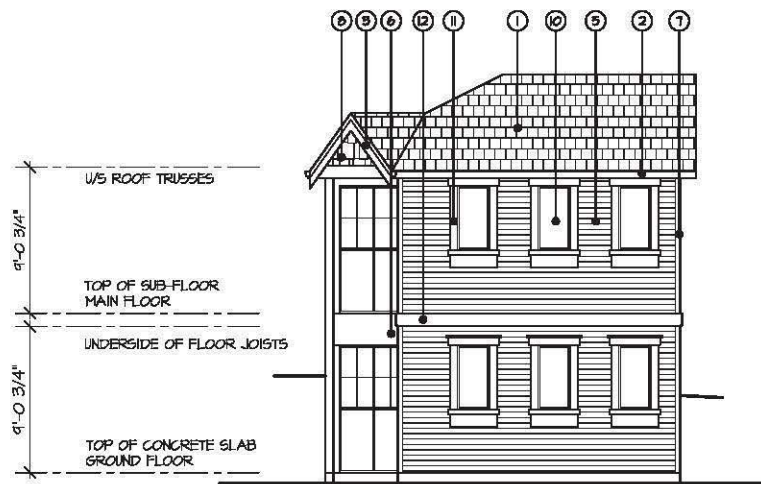 8 3 6 12 11 1 10 5 2 7
U/S ROOF TRUSSES
9'-0 3/4"
TOP OF SUB-FLOOR
MAIN FLOOR
UNDERSIDE OF FLOOR JOISTS
9'-0 3/4"
TOP OF CONCRETE SLAB
GROUND FLOOR